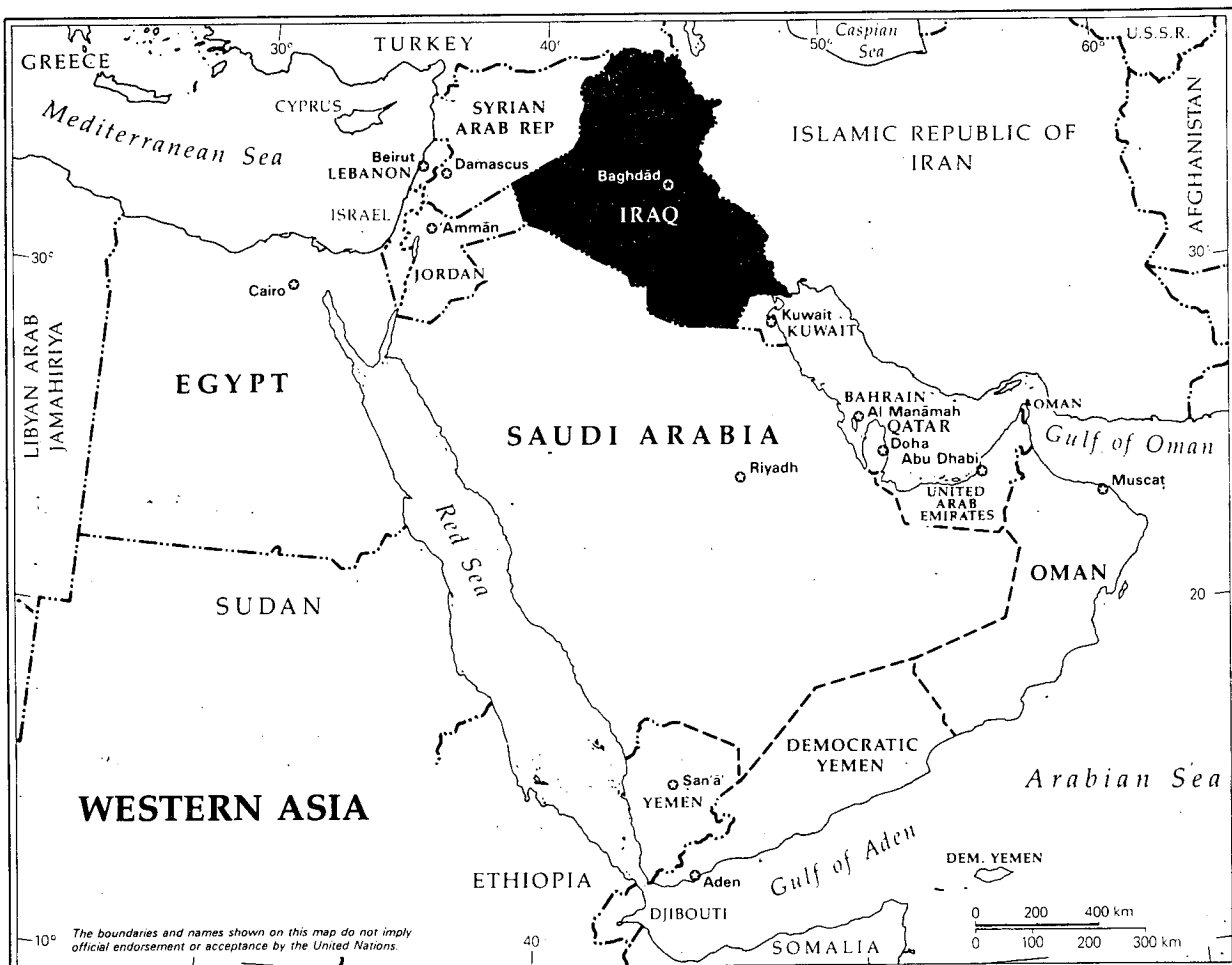 30°
TURKEY
40°
50°
Caspian
Sea
60°
U.S.S.R.
GREECE
CYPRUS
Mediterranean Sea
SYRIAN
ARAB REP
Beirut
LEBANON
Damascus
ISRAEL
'Ammān
JORDAN
Baghdād
IRAQ
ISLAMIC REPUBLIC OF
IRAN
AFGHANISTAN
30°
30°
Cairo
Kuwait
KUWAIT
LIBYAN ARAB
JAMAHIRIYA
EGYPT
SAUDI ARABIA
Riyadh
BAHRAIN
Al Manāmah
QATAR
Doha
Abu Dhabi
UNITED
ARAB
EMIRATES
OMAN
Gulf of Oman
Muscat
OMAN
Red Sea
SUDAN
20
DEMOCRATIC
YEMEN
Şan'ā'
YEMEN
Arabian Sea
WESTERN ASIA
ETHIOPIA
Aden
Gulf of Aden
DEM. YEMEN
DJIBOUTI
SOMALIA
0 200 400 km
0 100 200 300 km
The boundaries and names shown on this map do not imply
official endorsement or acceptance by the United Nations.
10°
40